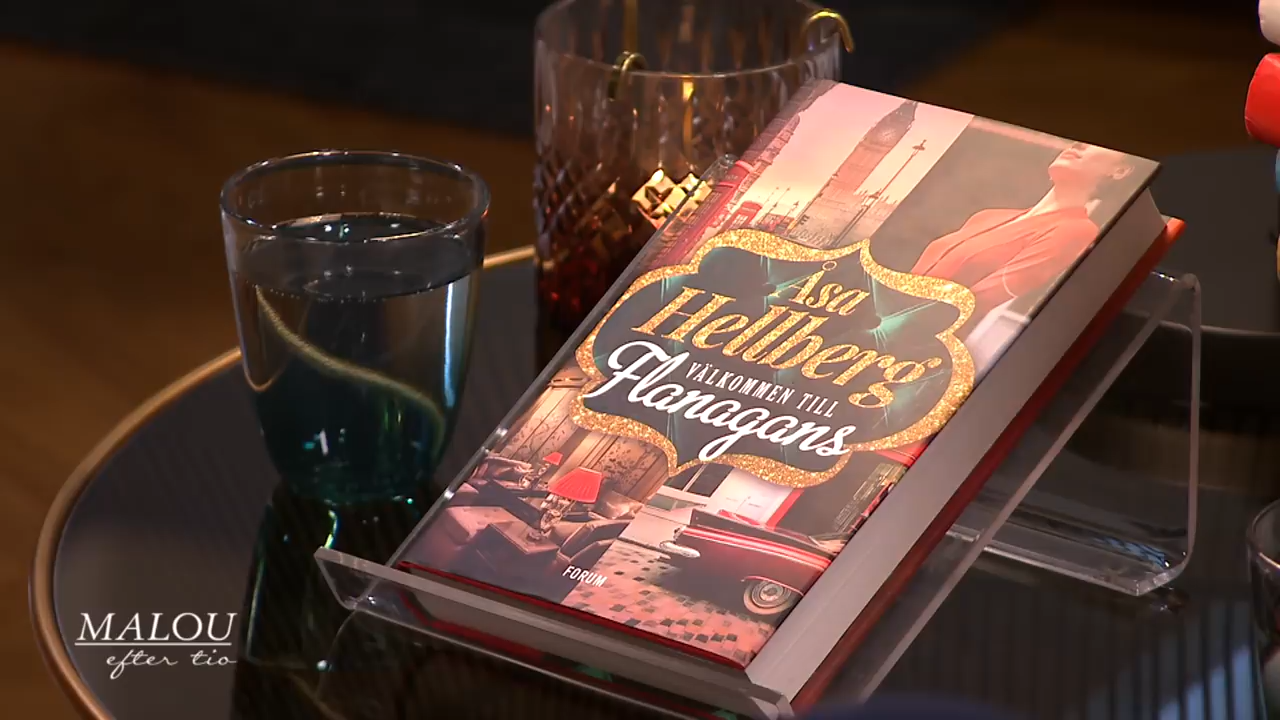 Åsa
Hellberg
VÄLKOMMEN TILL
Flanagans
FORUM
MALOU
efter tio